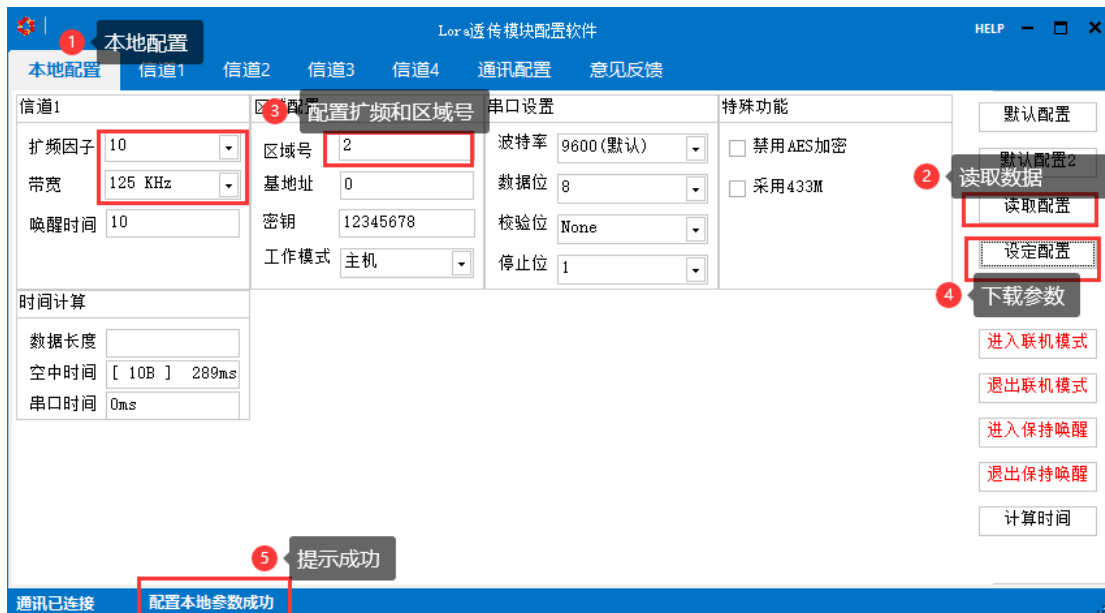 Lora透传模块配置软件
HELP
1 本地配置
本地配置 信道1 信道2 信道3 信道4 通讯配置 意见反馈
信道1
扩频因子 10
带宽 125 KHz
唤醒时间 10
3 配置扩频和区域号
区域号 2
基地址 0
密钥 12345678
工作模式 主机
串口设置
波特率 9600(默认)
数据位 8
校验位 None
停止位 1
特殊功能
禁用AES加密
采用433M
默认配置
默认配置2
2 读取数据
读取配置
设定配置
4 下载参数
进入联机模式
退出联机模式
进入保持唤醒
退出保持唤醒
计算时间
时间计算
数据长度
空中时间 [ 10B ] 289ms
串口时间 0ms
5 提示成功
通讯已连接 配置本地参数成功